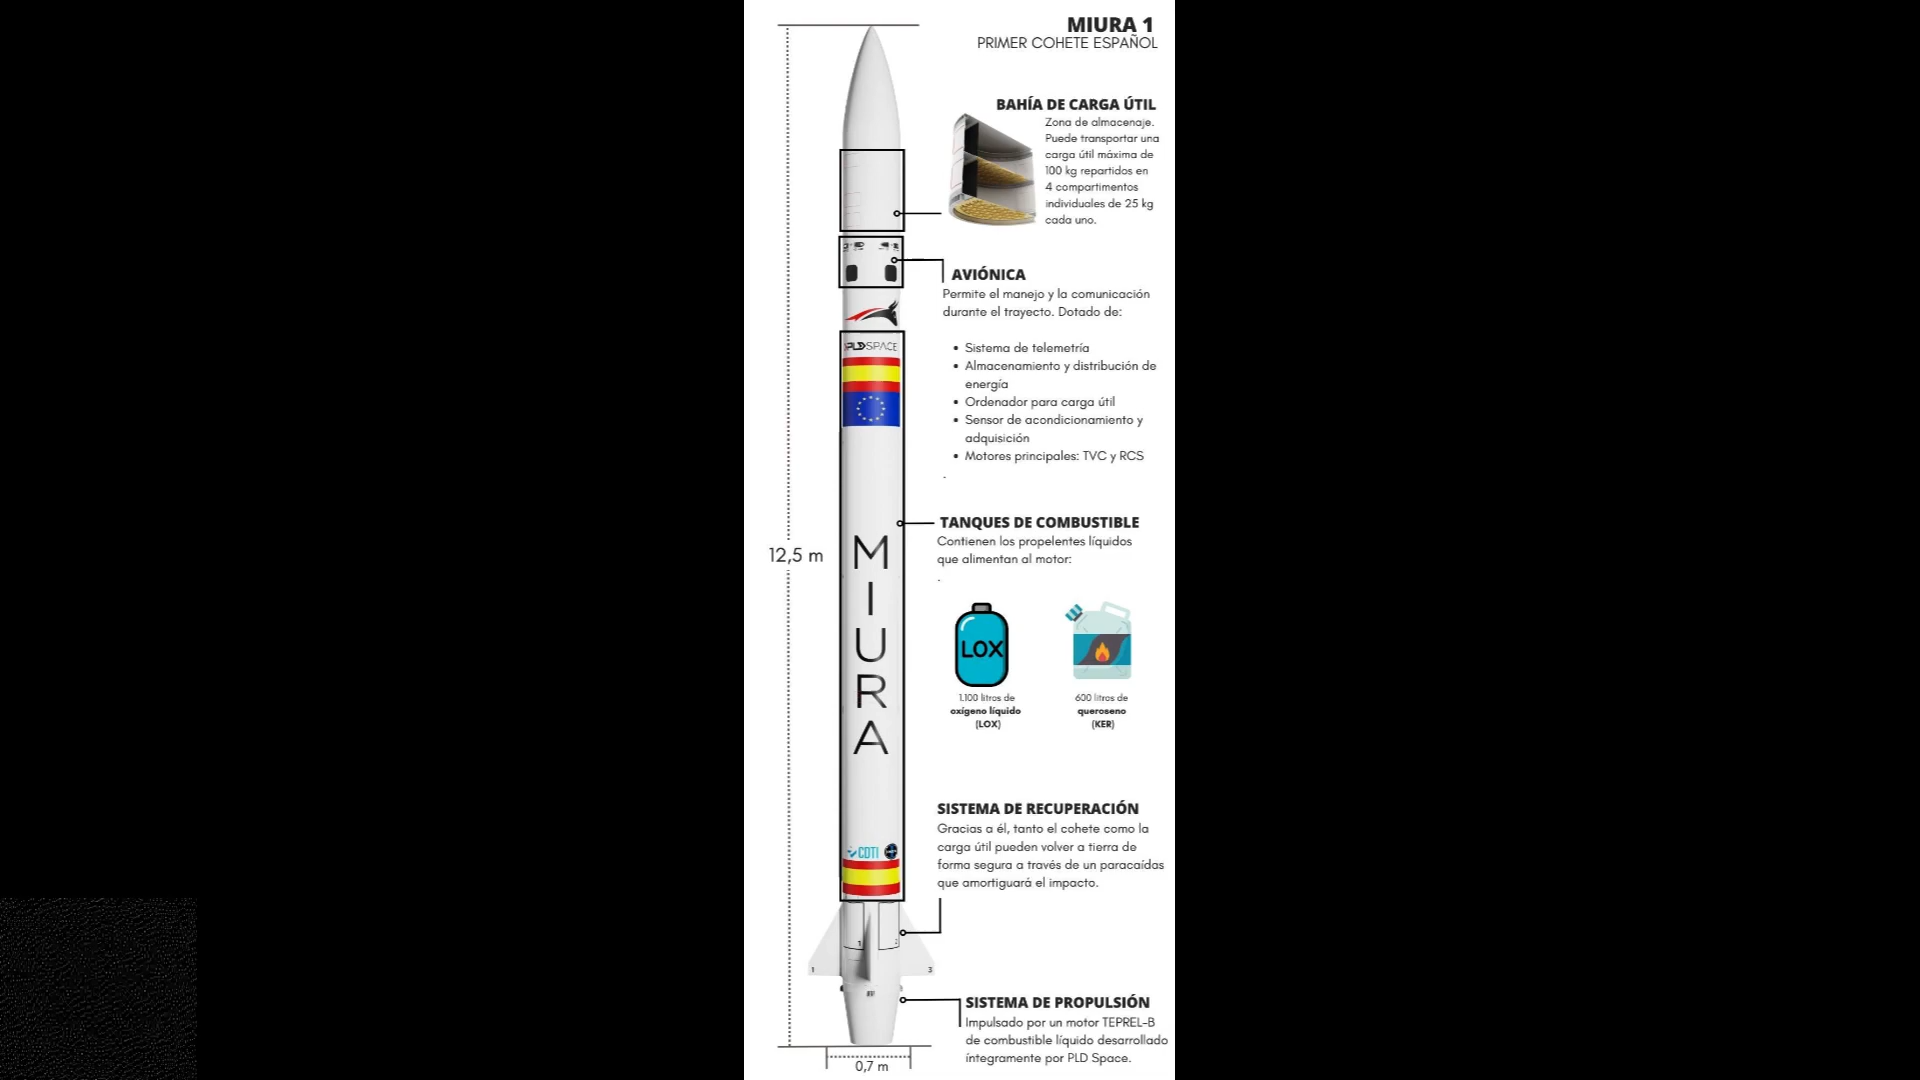 MIURA 1
PRIMER COHETE ESPAÑOL
BAHÍA DE CARGA ÚTIL
Zona de almacenaje.
Puede transportar una
carga útil máxima de
100 kg repartidos en
4 compartimentos
individuales de 25 kg
cada uno.
AVIÓNICA
Permite el manejo y la comunicación
durante el trayecto. Dotado de:
• Sistema de telemetría
• Almacenamiento y distribución de
energía
• Ordenador para carga útil
• Sensor de acondicionamiento y
adquisición
• Motores principales: TVC y RCS
.
PLD SPACE
TANQUES DE COMBUSTIBLE
Contienen los propelentes líquidos
que alimentan al motor:
.
12,5 m
M
I
U
R
A
LOX
1.100 litros de
oxígeno líquido
(LOX)
600 litros de
queroseno
(KER)
SISTEMA DE RECUPERACIÓN
Gracias a él, tanto el cohete como la
carga útil pueden volver a tierra de
forma segura a través de un paracaídas
que amortiguará el impacto.
CDTI
1
2
1
3
SISTEMA DE PROPULSIÓN
Impulsado por un motor TEPREL-B
de combustible líquido desarrollado
íntegramente por PLD Space.
0,7 m